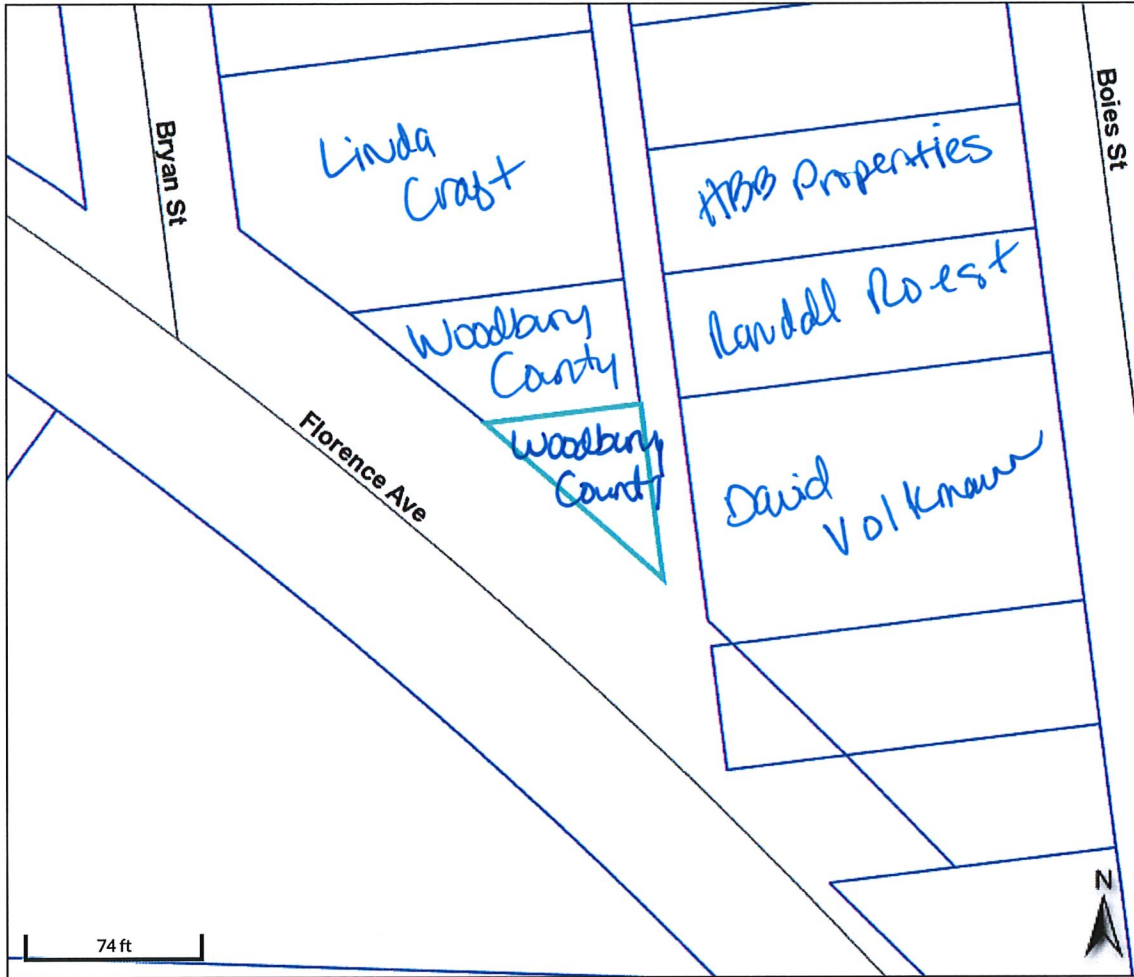 Bryan St
Boies St
Linda
Craft
HBB Properties
Randall Roest
Woodbury
County
Woodbury
County
David
Volkmann
Florence Ave
74 ft
N